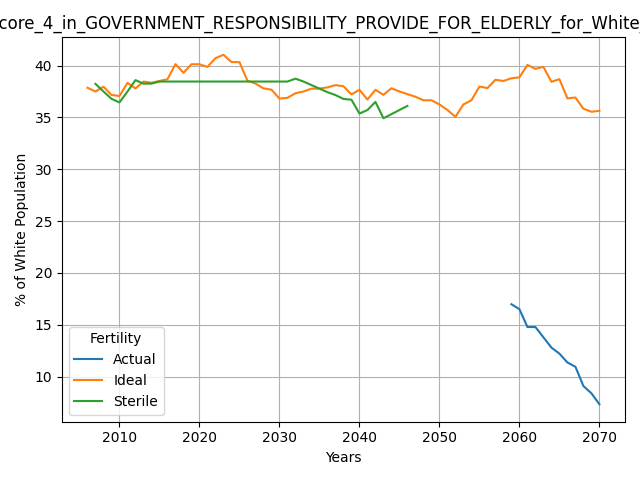 core_4_in_GOVERNMENT_RESPONSIBILITY_PROVIDE_FOR_ELDERLY_for_White_
% of White Population
40
35
30
25
20
15
10
Fertility
Actual
Ideal
Sterile
2010 2020 2030 2040 2050 2060 2070
Years